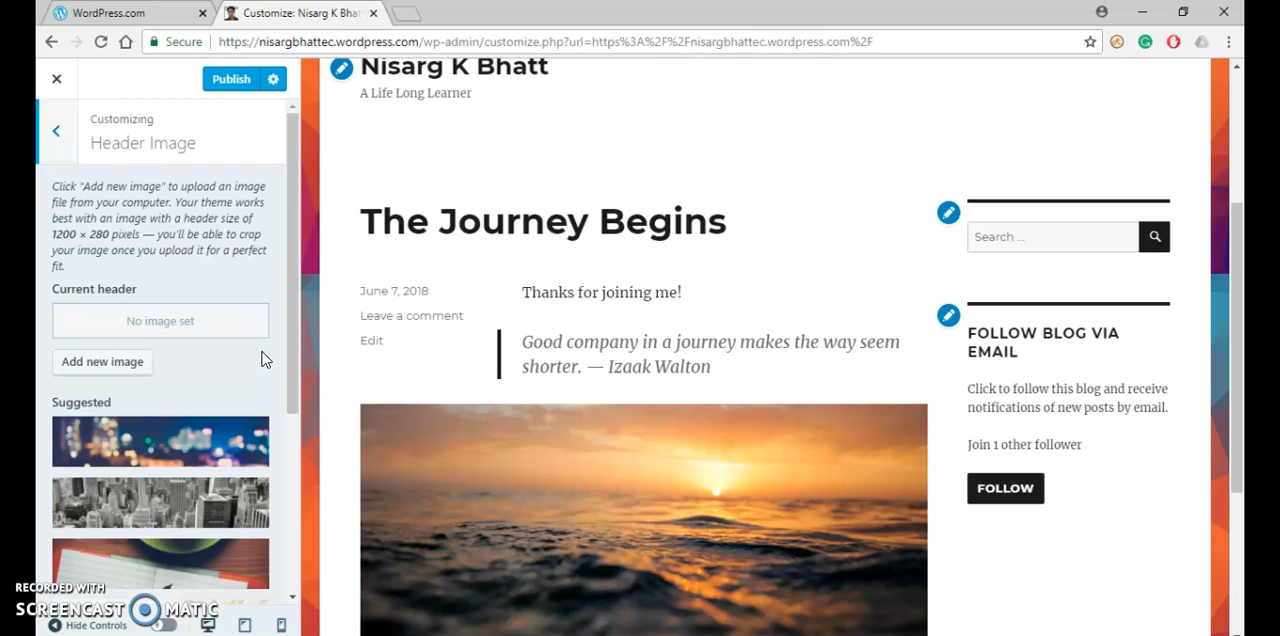 WordPress.com
Customize: Nisarg K Bhat
Secure
https://nisargbhattec.wordpress.com/wp-admin/customize.php?url=https%3A%2F%2Fnisargbhattec.wordpress.com%2F
Publish
Customizing
Header Image
Click "Add new image" to upload an image
file from your computer. Your theme works
best with an image with a header size of
1200 × 280 pixels — you'll be able to crop
your image once you upload it for a perfect
fit.
Current header
No image set
Add new image
Suggested
RECORDED WITH
SCREENCAST MATIC
Hide Controls
Nisarg K Bhatt
A Life Long Learner
The Journey Begins
June 7, 2018
Leave a comment
Edit
Thanks for joining me!
Good company in a journey makes the way seem
shorter. — Izaak Walton
Search ...
FOLLOW BLOG VIA
EMAIL
Click to follow this blog and receive
notifications of new posts by email.
Join 1 other follower
FOLLOW